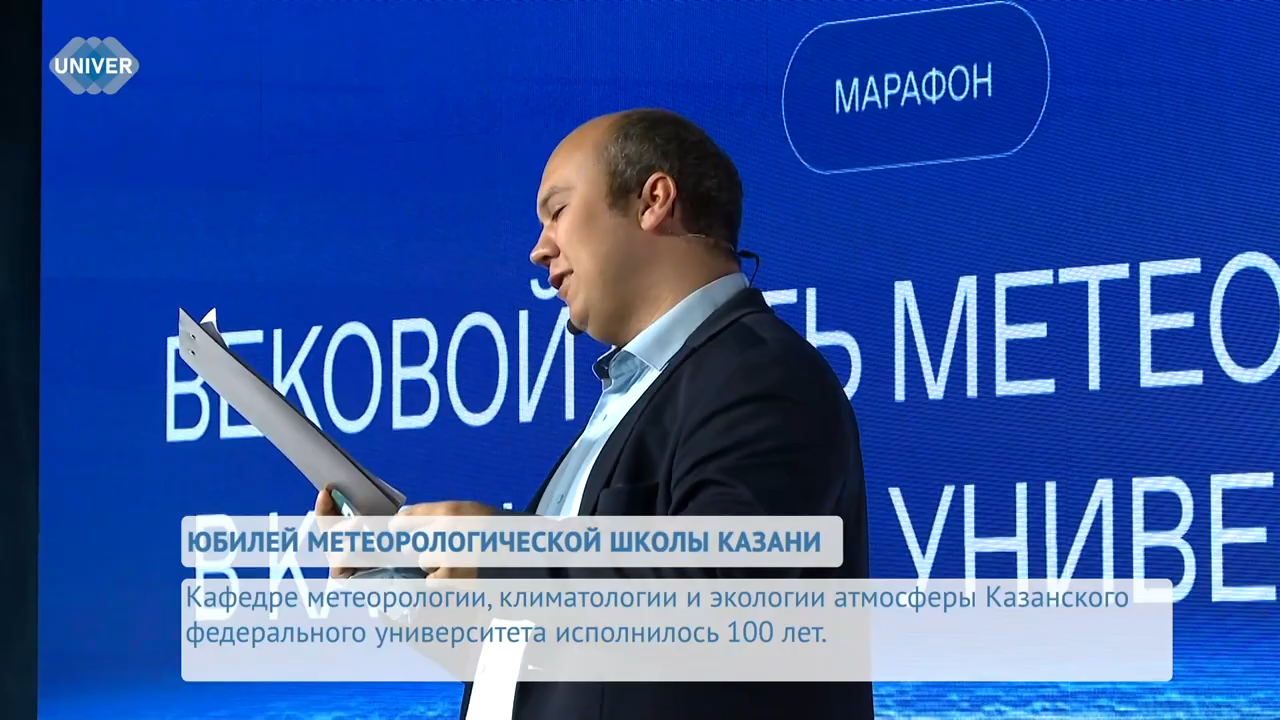 UNIVER
МАРАФОН
ВЕКОВОЙ МЕТЕО
В К УНИВЕ
ЮБИЛЕЙ МЕТЕОРОЛОГИЧЕСКОЙ ШКОЛЫ КАЗАНИ
Кафедре метеорологии, климатологии и экологии атмосферы Казанского
федерального университета исполнилось 100 лет.